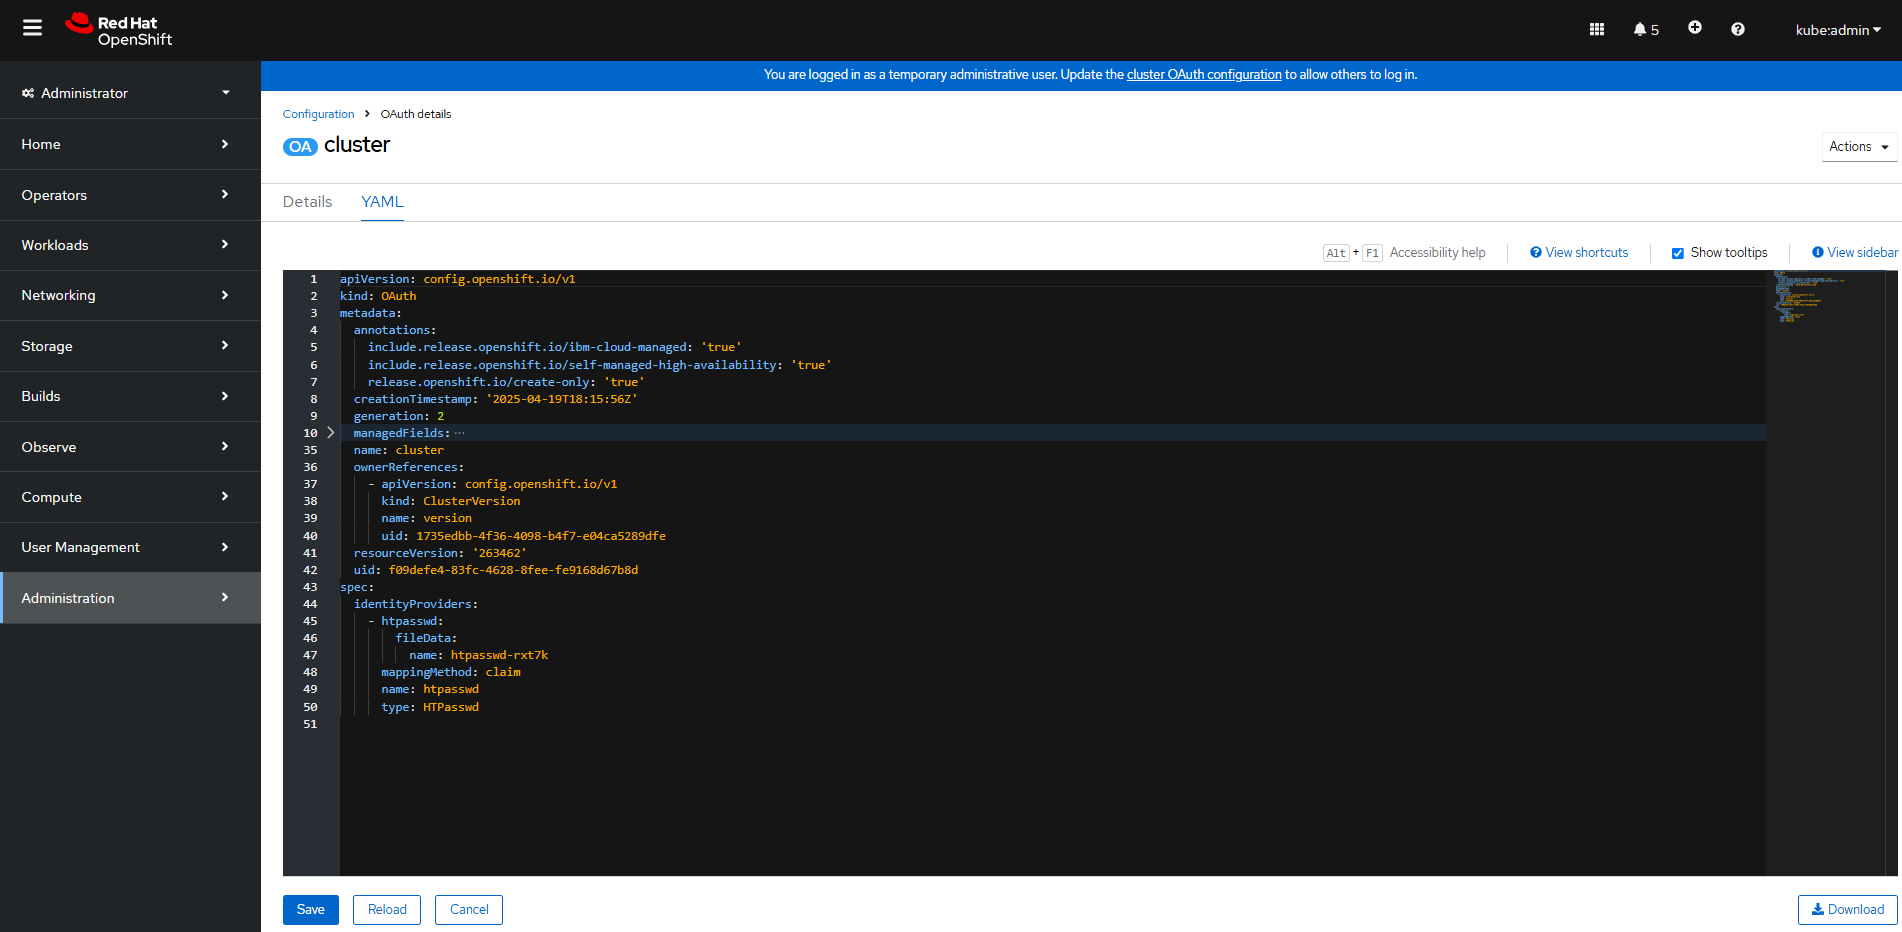 Red Hat
OpenShift
5
kube:admin
Administrator
Home
Operators
Workloads
Networking
Storage
Builds
Observe
Compute
User Management
Administration
You are logged in as a temporary administrative user. Update the cluster OAuth configuration to allow others to log in.
Configuration > OAuth details
OA cluster
Actions
Details YAML
Alt + F1 Accessibility help View shortcuts Show tooltips View sidebar
1 apiVersion: config.openshift.io/v1
2 kind: OAuth
3 metadata:
4 annotations:
5 include.release.openshift.io/ibm-cloud-managed: 'true'
6 include.release.openshift.io/self-managed-high-availability: 'true'
7 release.openshift.io/create-only: 'true'
8 creationTimestamp: '2025-04-19T18:15:56Z'
9 generation: 2
10 managedFields: ···
35 name: cluster
36 ownerReferences:
37 - apiVersion: config.openshift.io/v1
38 kind: ClusterVersion
39 name: version
40 uid: 1735edbb-4f36-4098-b4f7-e04ca5289dfe
41 resourceVersion: '263462'
42 uid: f09defe4-83fc-4628-8fee-fe9168d67b8d
43 spec:
44 identityProviders:
45 - htpasswd:
46 fileData:
47 name: htpasswd-rxt7k
48 mappingMethod: claim
49 name: htpasswd
50 type: HTPasswd
51
Save Reload Cancel Download